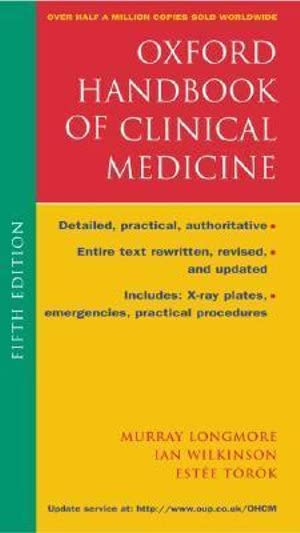 OVER HALF A MILLION COPIES SOLD WORLDWIDE
OXFORD
HANDBOOK
OF CLINICAL
MEDICINE
FIFTH EDITION
Detailed, practical, authoritative •
Entire text rewritten, revised, •
and updated
Includes: X-ray plates, •
emergencies, practical procedures
MURRAY LONGMORE
IAN WILKINSON
ESTÉE TÖRÖK
Update service at: http://www.oup.co.uk/OHCM